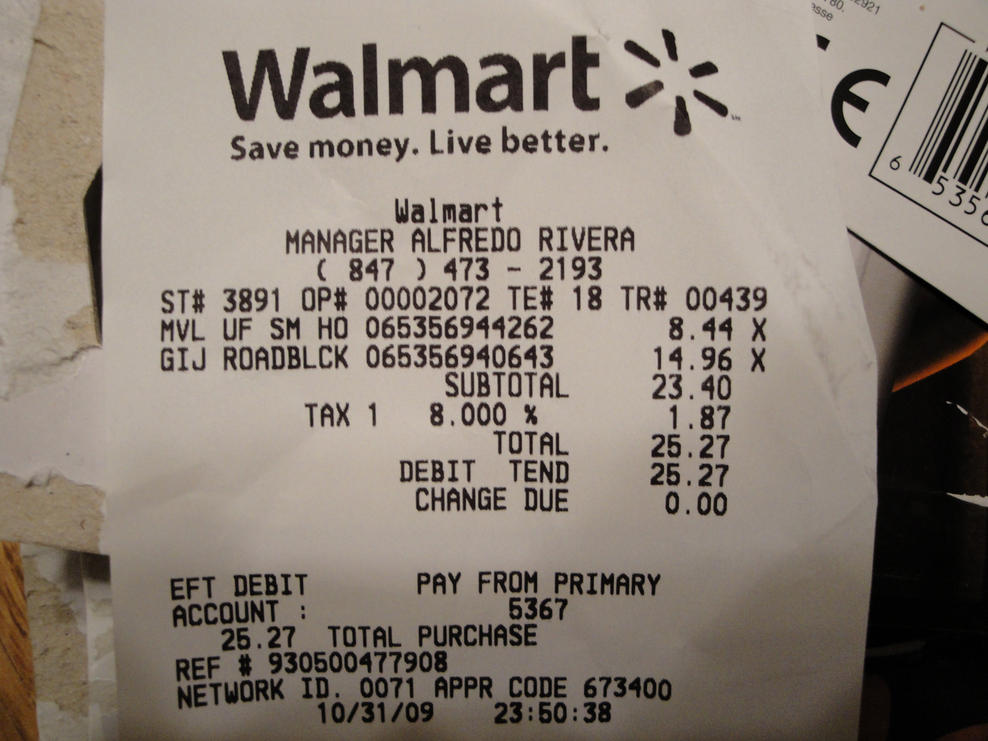 Walmart
Save money. Live better.
Walmart
MANAGER ALFREDO RIVERA
( 847 ) 473 - 2193
ST# 3891 OP# 00002072 TE# 18 TR# 00439
MVL UF SM HO 065356944262 8.44 X
GIJ ROADBLCK 065356940643 14.96 X
SUBTOTAL 23.40
TAX 1 8.000 % 1.87
TOTAL 25.27
DEBIT TEND 25.27
CHANGE DUE 0.00
EFT DEBIT PAY FROM PRIMARY
ACCOUNT : 5367
25.27 TOTAL PURCHASE
REF # 930500477908
NETWORK ID. 0071 APPR CODE 673400
10/31/09 23:50:38
CE
6 5356